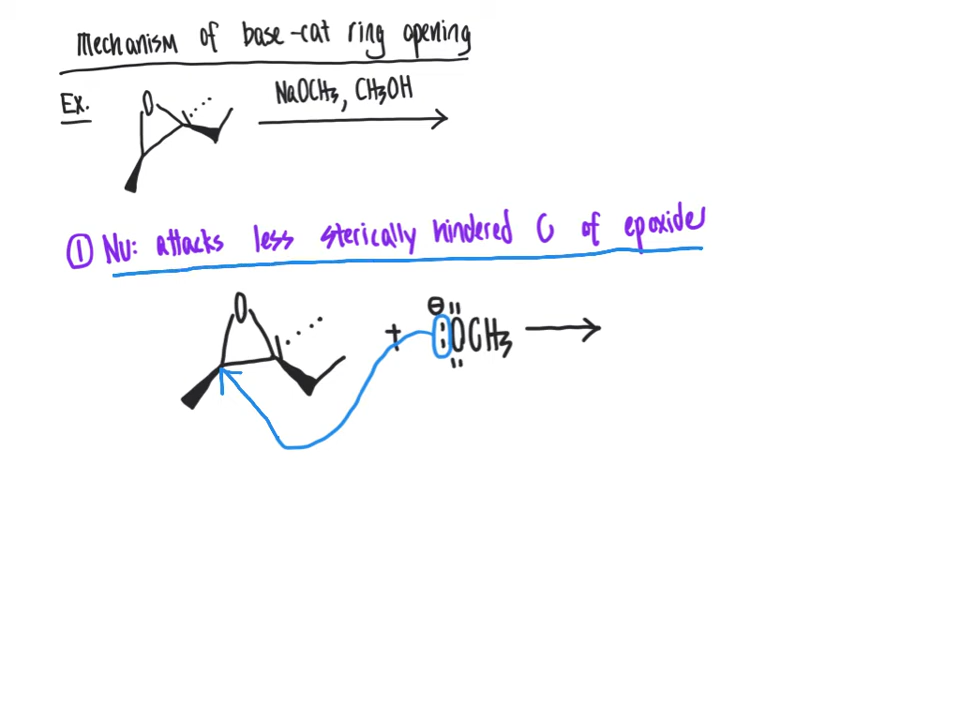 Mechanism of base-cat ring opening
Ex.
O
NaOCH3, CH3OH
① Nu: attacks less sterically hindered C of epoxide
O
+ ⊖:OCH3